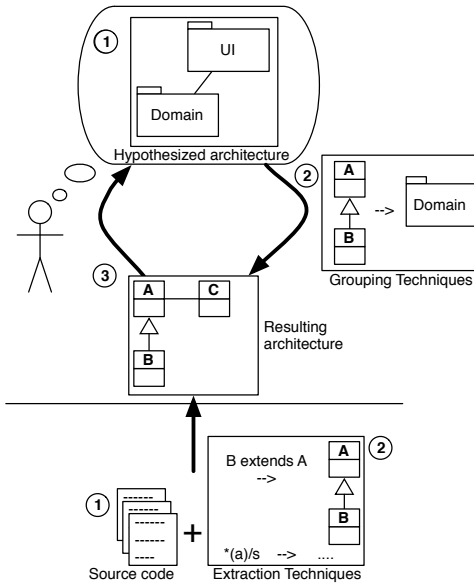 1
UI
Domain
Hypothesized architecture
2
A
B
-->
Domain
Grouping Techniques
3
A
C
B
Resulting
architecture
1
------
------
------
------
----
Source code
+
B extends A
-->
A
B
2
*(a)/s --> ....
Extraction Techniques